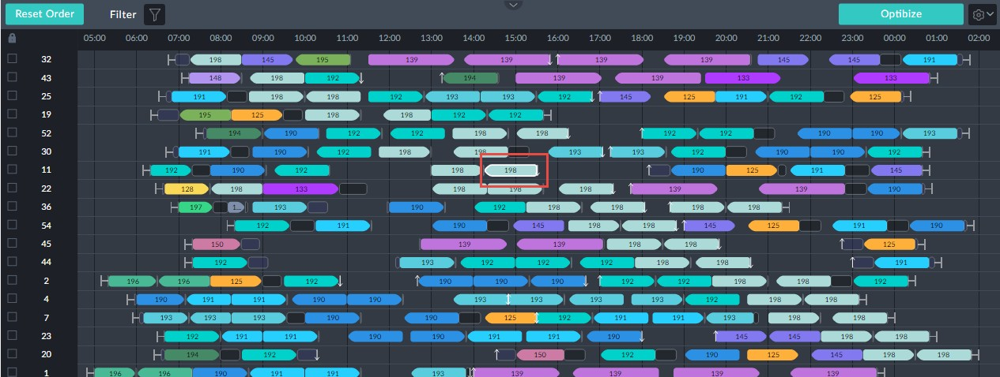 Reset Order Filter Optibize
05:00 06:00 07:00 08:00 09:00 10:00 11:00 12:00 13:00 14:00 15:00 16:00 17:00 18:00 19:00 20:00 21:00 22:00 23:00 00:00 01:00 02:00
32 198 145 195 139 139 139 139 145 145 191
43 148 198 192 194 139 139 133 133
25 191 198 198 192 193 193 192 145 125 191 192 125
19 195 125 198 198 192 192
52 194 190 192 192 198 198 192 192 190 190 193
30 191 190 192 198 198 193 193 192 190 190 192
11 192 190 192 198 198 190 125 191 145
22 128 198 133 198 198 198 139 139 190
36 197 1... 193 190 192 198 198 198 198
54 192 191 190 145 198 198 145 125 191 190
45 150 139 139 198 198 125
44 192 193 192 192 192 198 198 191
2 196 196 125 192 190 190 190 192 192 198 198 192
4 190 191 191 190 190 193 193 193 193 192 198 198
7 193 193 193 190 190 125 192 191 191 193 198 198
23 192 191 191 190 190 191 191 190 145 145 198 198
20 194 192 150 192 190 125 145 198 198
1 196 196 190 191 191 193 139 139 139 139